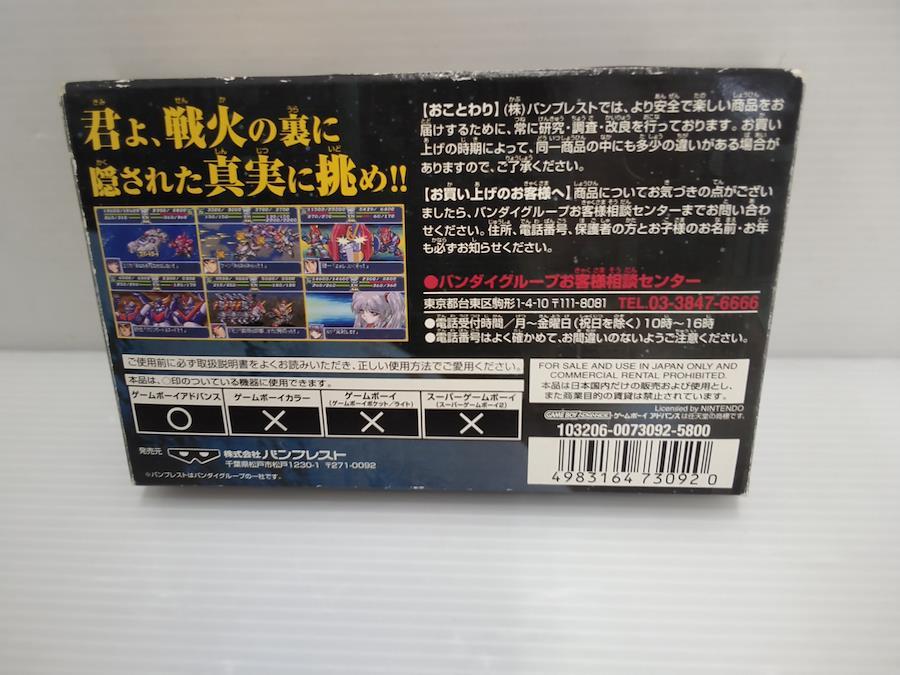 君よ、戦火の裏に
隠された真実に挑め!!
【おことわり】(株)バンプレストでは、より安全で楽しい商品をお
届けするために、常に研究・調査・改良を行っております。お買い
上げの時期によって、同一商品の中にも多少の違いがある場合が
ありますので、ご了承ください。
【お買い上げのお客様へ】商品についてお気づきの点がござい
ましたら、バンダイグループお客様相談センターまでお問い合わ
せください。住所、電話番号、保護者の方とお子様のお名前・お年
も必ずお知らせください。
●バンダイグループお客様相談センター
東京都台東区駒形1-4-10 〒111-8081 TEL.03-3847-6666
●電話受付時間/月〜金曜日(祝日を除く)10時〜16時
●電話番号はよく確かめて、お間違いのないようご注意ください。
ご使用前に必ず取扱説明書をよくお読みいただき、正しい使用方法でご愛用ください。
本品は、○印のついている機器に使用できます。
ゲームボーイアドバンス ゲームボーイカラー ゲームボーイ (ゲームボーイポケット/ライト) スーパーゲームボーイ (スーパーゲームボーイ2)
○ × × ×
FOR SALE AND USE IN JAPAN ONLY AND
COMMERCIAL RENTAL PROHIBITED.
本品は日本国内だけの販売および使用とし、
また商業目的の賃貸は禁止されています。
Licensed by NINTENDO
GAME BOY ADVANCE・ゲームボーイ アドバンスは任天堂の商標です。
103206-0073092-5800
4983164 73092 0
発売元 株式会社 バンプレスト
千葉県松戸市松戸1230-1 〒271-0092
※バンプレストはバンダイグループの一社です。